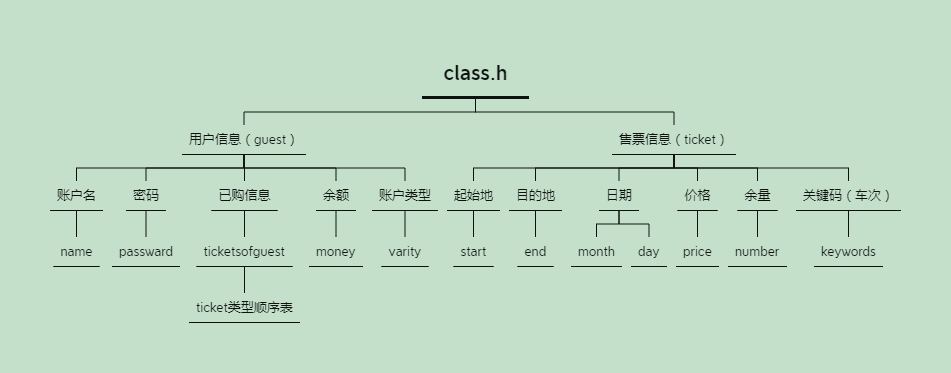 class.h
用户信息（guest）
售票信息（ticket）
账户名
密码
已购信息
余额
账户类型
起始地
目的地
日期
价格
余量
关键码（车次）
name
passward
ticketsofguest
money
varity
start
end
month
day
price
number
keywords
ticket类型顺序表